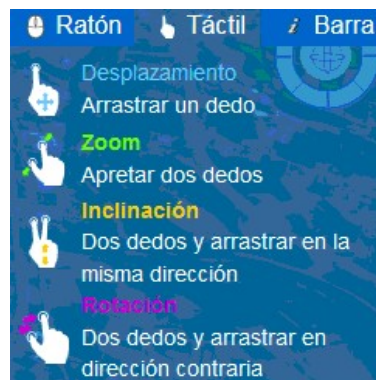 Ratón Táctil Barra
Desplazamiento
Arrastrar un dedo
Zoom
Apretar dos dedos
Inclinación
Dos dedos y arrastrar en la
misma dirección
Rotación
Dos dedos y arrastrar en
dirección contraria